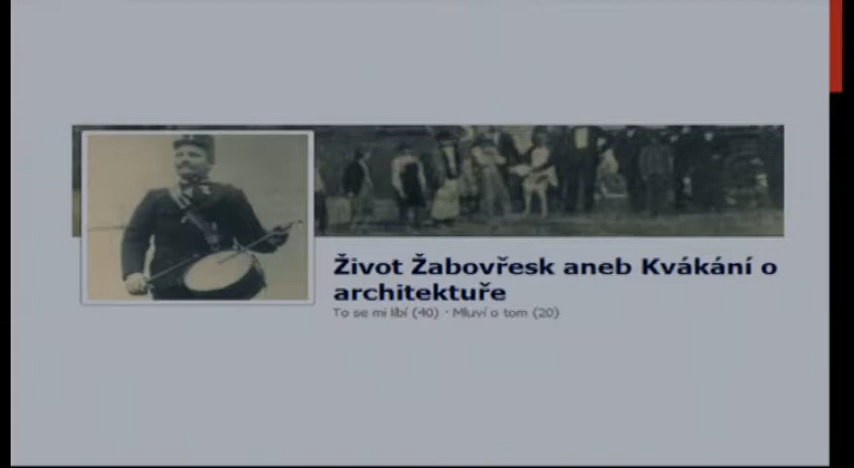 Život Žabovřesk aneb Kvákání o
architektuře
To se mi líbí (40) · Mluví o tom (20)